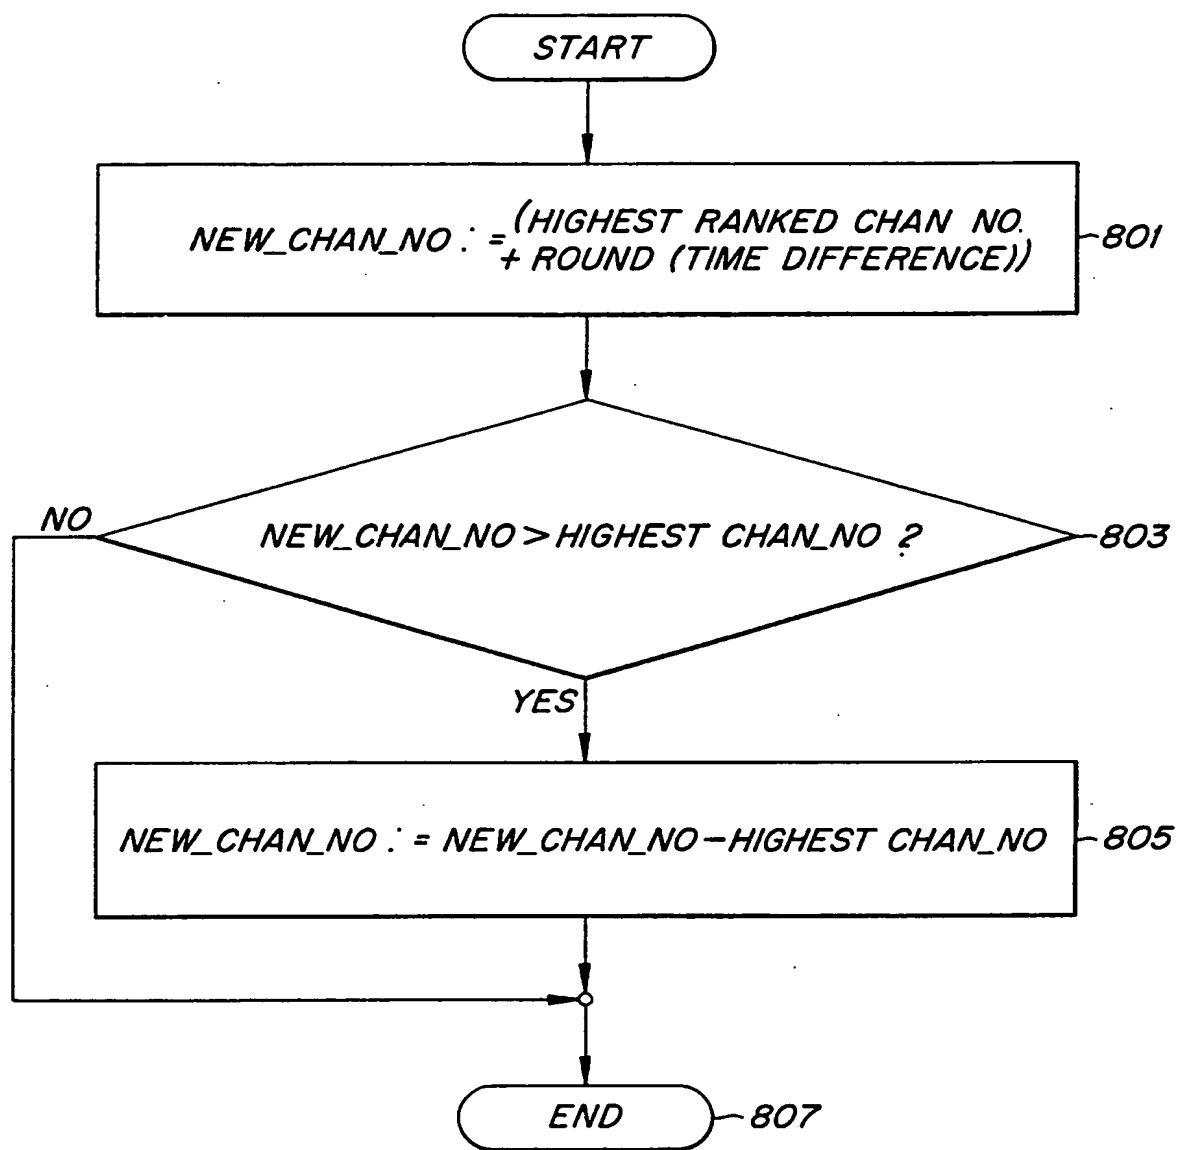 START
NEW_CHAN_NO := (HIGHEST RANKED CHAN NO.
+ ROUND (TIME DIFFERENCE))
801
NO
NEW_CHAN_NO > HIGHEST CHAN_NO ?
803
YES
NEW_CHAN_NO := NEW_CHAN_NO – HIGHEST CHAN_NO
805
END
807